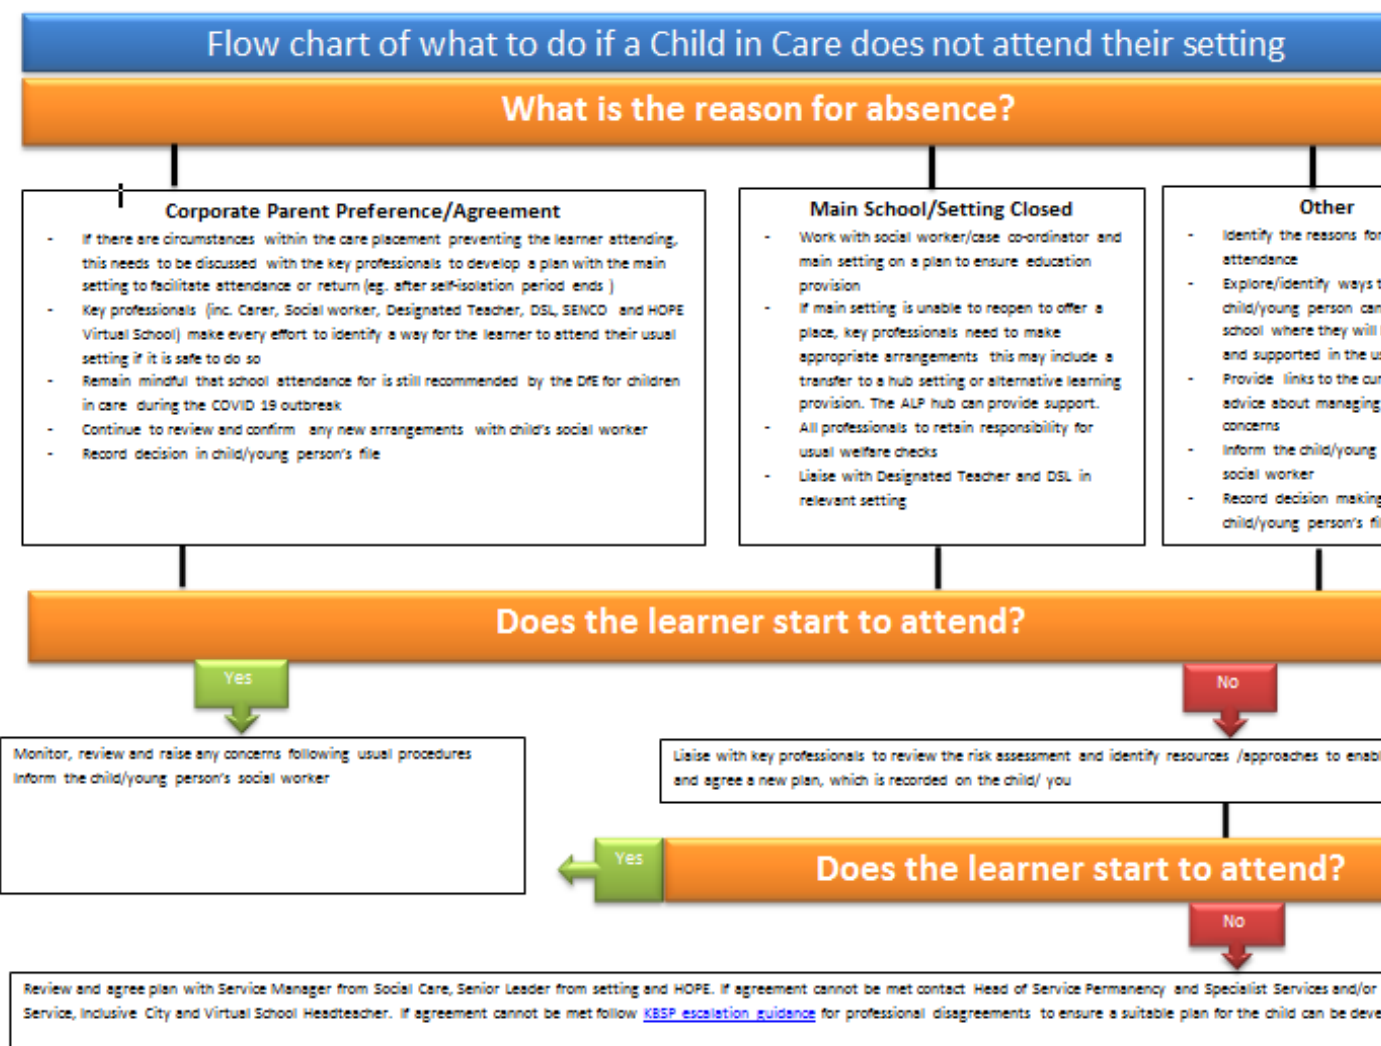 Flow chart of what to do if a Child in Care does not attend their setting
What is the reason for absence?
Corporate Parent Preference/Agreement
- If there are circumstances within the care placement preventing the learner attending,
this needs to be discussed with the key professionals to develop a plan with the main
setting to facilitate attendance or return (eg. after self-isolation period ends )
- Key professionals (inc. Carer, Social worker, Designated Teacher, DSL, SENCO and HOPE
Virtual School) make every effort to identify a way for the learner to attend their usual
setting if it is safe to do so
- Remain mindful that school attendance for is still recommended by the DfE for children
in care during the COVID 19 outbreak
- Continue to review and confirm any new arrangements with child's social worker
- Record decision in child/young person's file
Main School/Setting Closed
- Work with social worker/case co-ordinator and
main setting on a plan to ensure education
provision
- If main setting is unable to reopen to offer a
place, key professionals need to make
appropriate arrangements this may include a
transfer to a hub setting or alternative learning
provision. The ALP hub can provide support.
- All professionals to retain responsibility for
usual welfare checks
- Liaise with Designated Teacher and DSL in
relevant setting
Other
- Identify the reasons for
attendance
- Explore/identify ways t
child/young person can
school where they will
and supported in the us
- Provide links to the cur
advice about managing
concerns
- Inform the child/young
social worker
- Record decision making
child/young person's fi
Does the learner start to attend?
Yes
No
Monitor, review and raise any concerns following usual procedures
Inform the child/young person's social worker
Liaise with key professionals to review the risk assessment and identify resources /approaches to enabl
and agree a new plan, which is recorded on the child/ you
Yes
Does the learner start to attend?
No
Review and agree plan with Service Manager from Social Care, Senior Leader from setting and HOPE. If agreement cannot be met contact Head of Service Permanency and Specialist Services and/or
Service, Inclusive City and Virtual School Headteacher. If agreement cannot be met follow KBSP escalation guidance for professional disagreements to ensure a suitable plan for the child can be deve